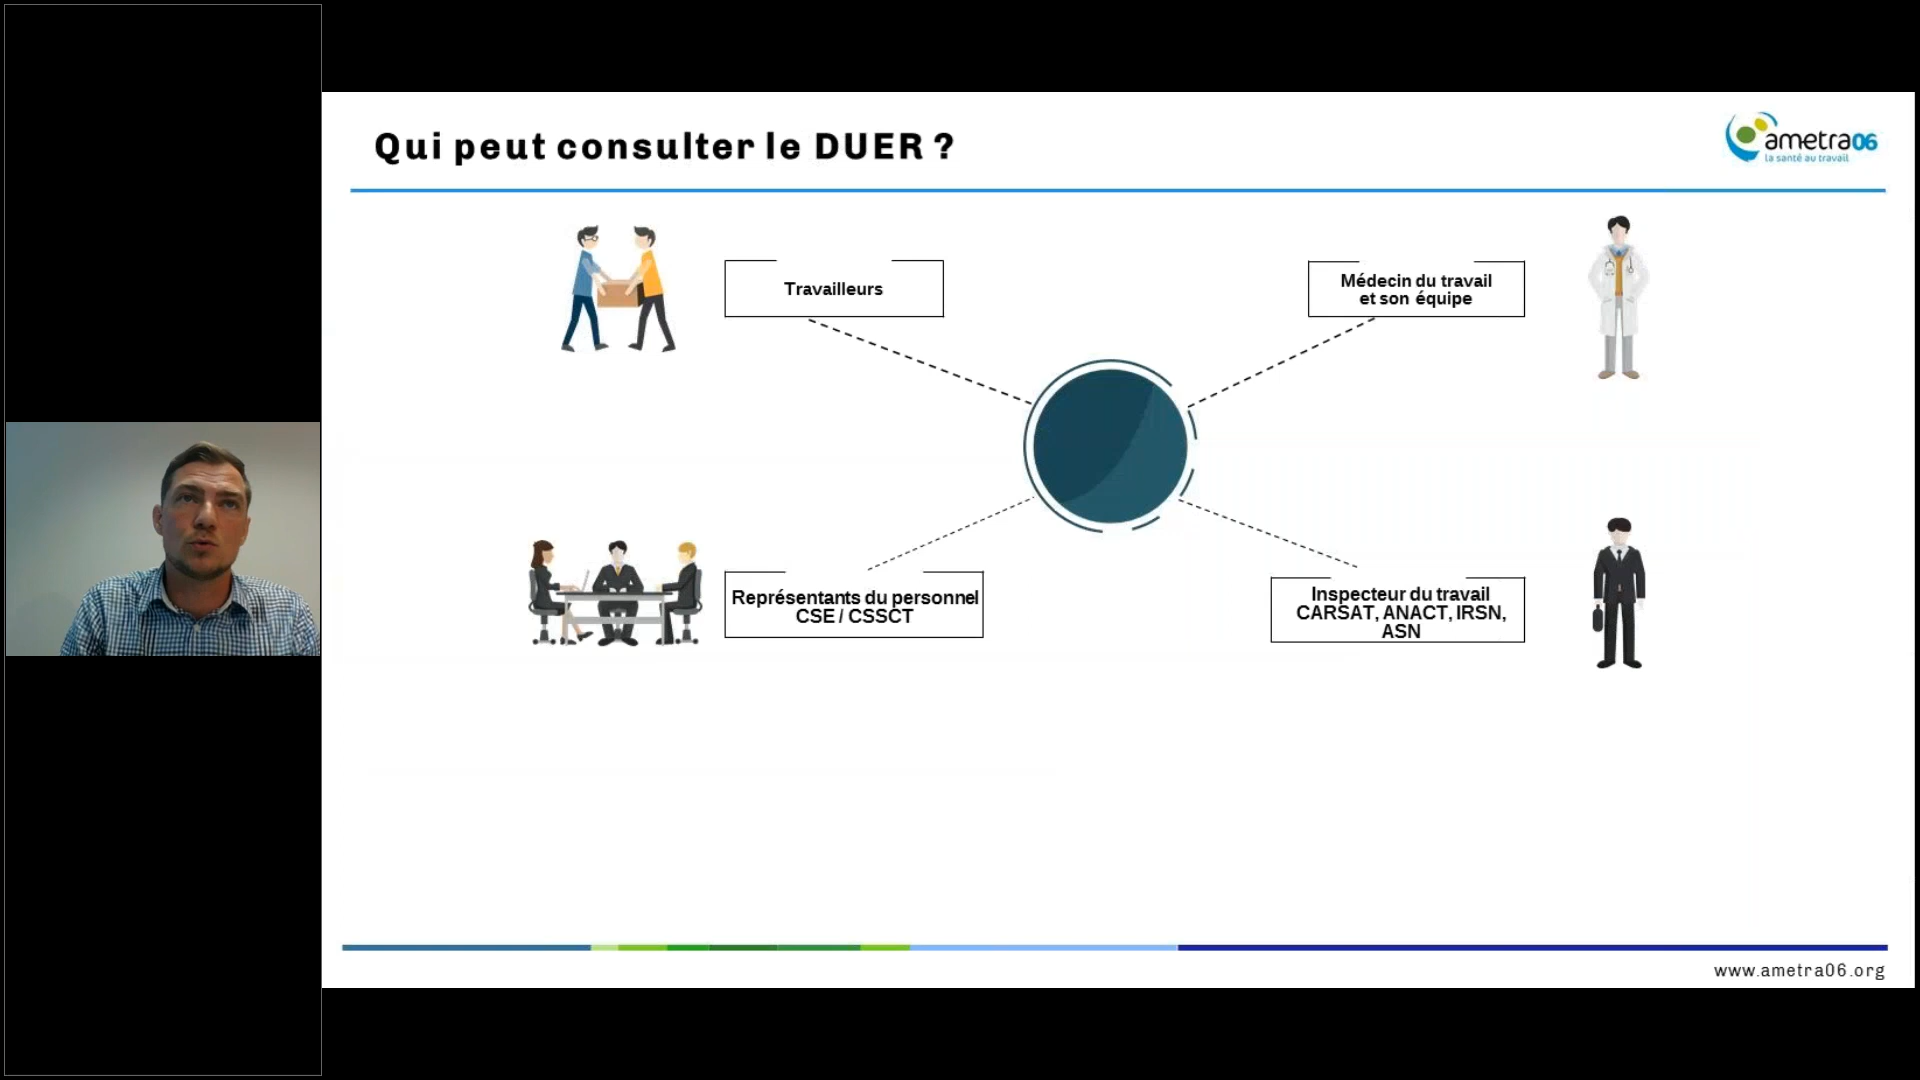 Qui peut consulter le DUER ?
ametra06
la santé au travail
Travailleurs
Médecin du travail
et son équipe
Représentants du personnel
CSE / CSSCT
Inspecteur du travail
CARSAT, ANACT, IRSN,
ASN
www.ametra06.org